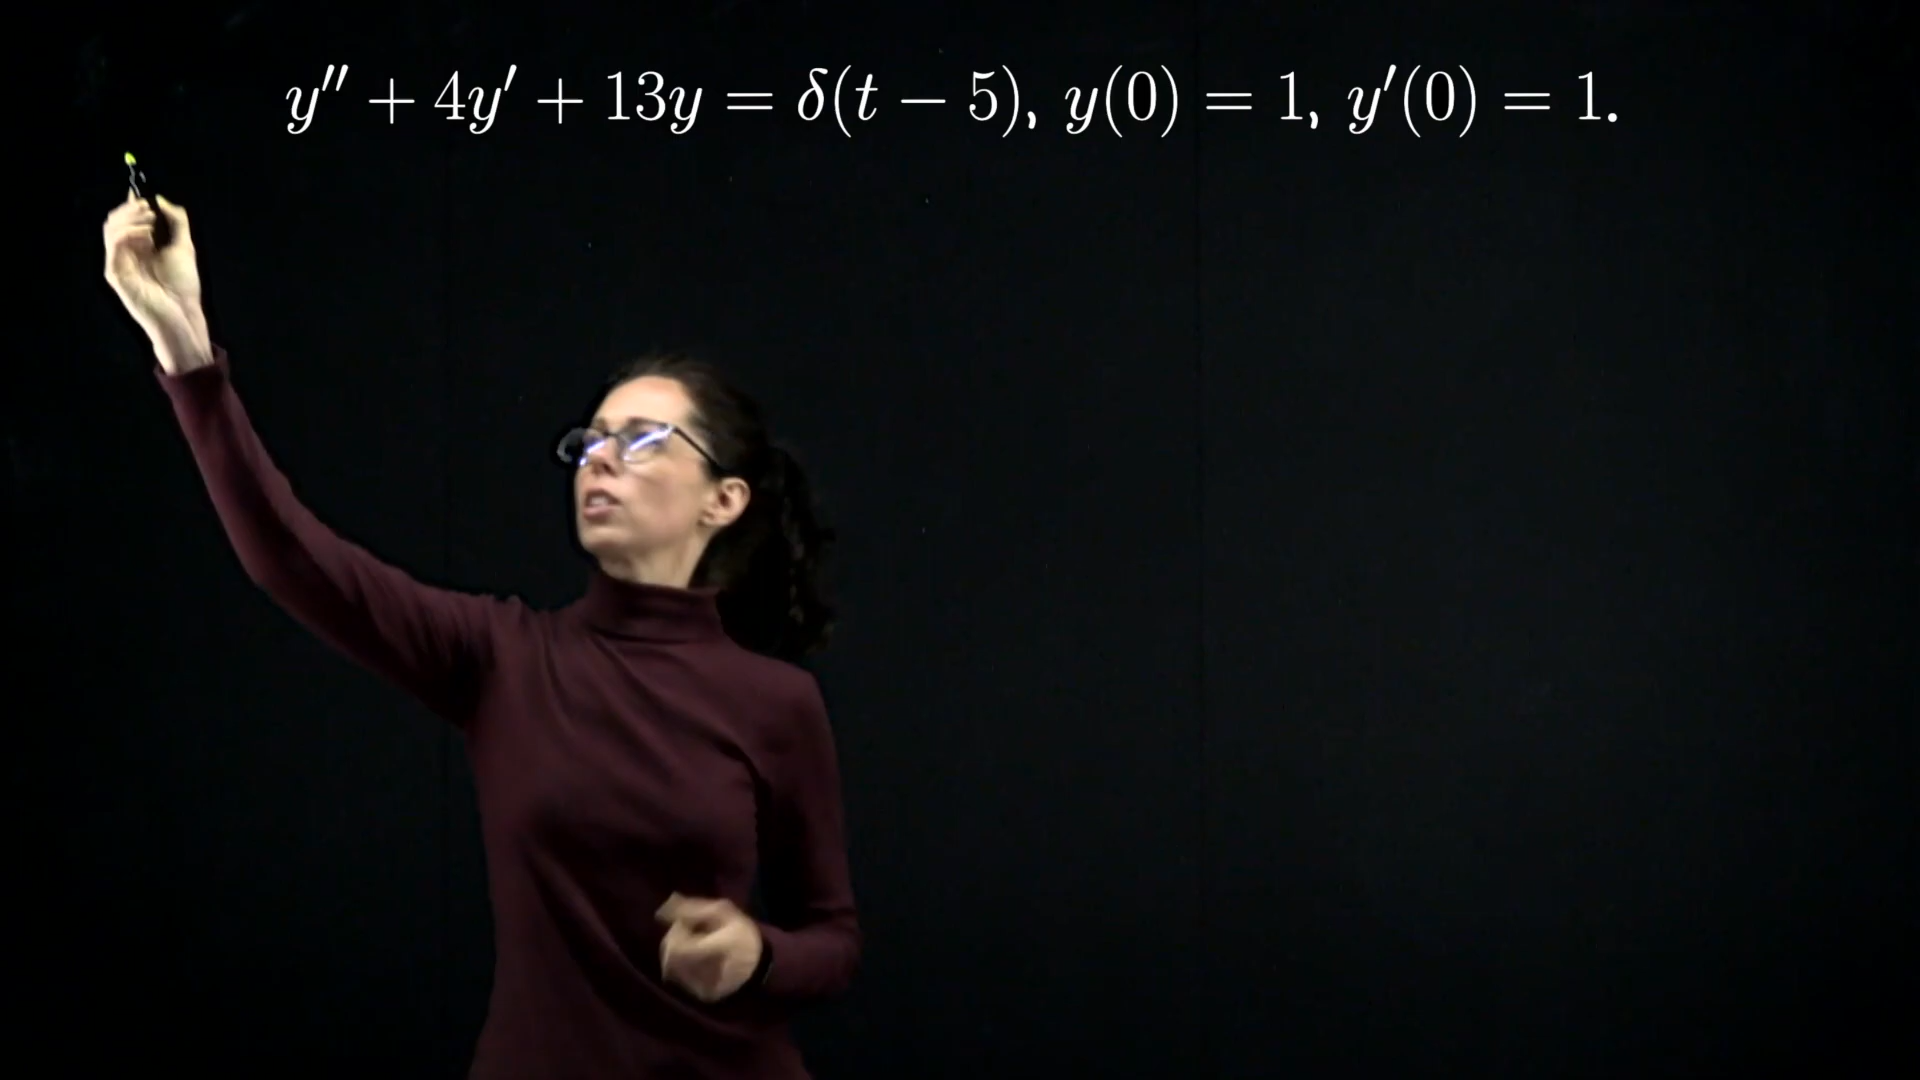 y″ + 4y′ + 13y = δ(t − 5), y(0) = 1, y′(0) = 1.